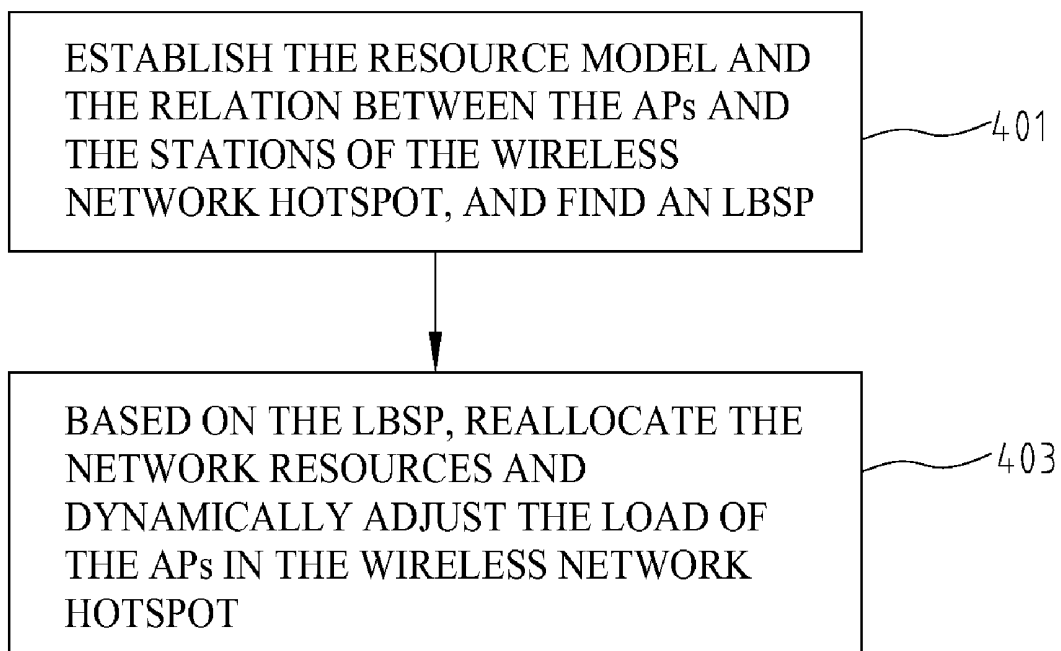 ESTABLISH THE RESOURCE MODEL AND
THE RELATION BETWEEN THE APs AND
THE STATIONS OF THE WIRELESS
NETWORK HOTSPOT, AND FIND AN LBSP
401
BASED ON THE LBSP, REALLOCATE THE
NETWORK RESOURCES AND
DYNAMICALLY ADJUST THE LOAD OF
THE APs IN THE WIRELESS NETWORK
HOTSPOT
403